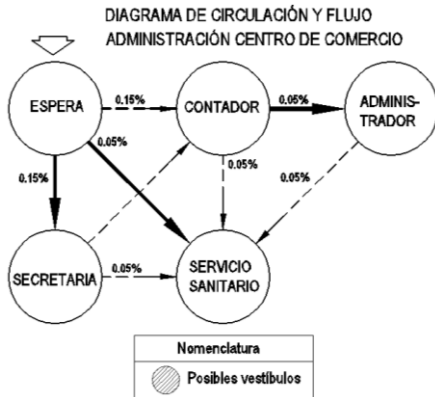 DIAGRAMA DE CIRCULACIÓN Y FLUJO
ADMINISTRACIÓN CENTRO DE COMERCIO
ESPERA
0.15%
CONTADOR
0.05%
ADMINIS-
TRADOR
0.05%
0.15%
0.05%
0.05%
SECRETARIA
0.05%
SERVICIO
SANITARIO
Nomenclatura
Posibles vestíbulos